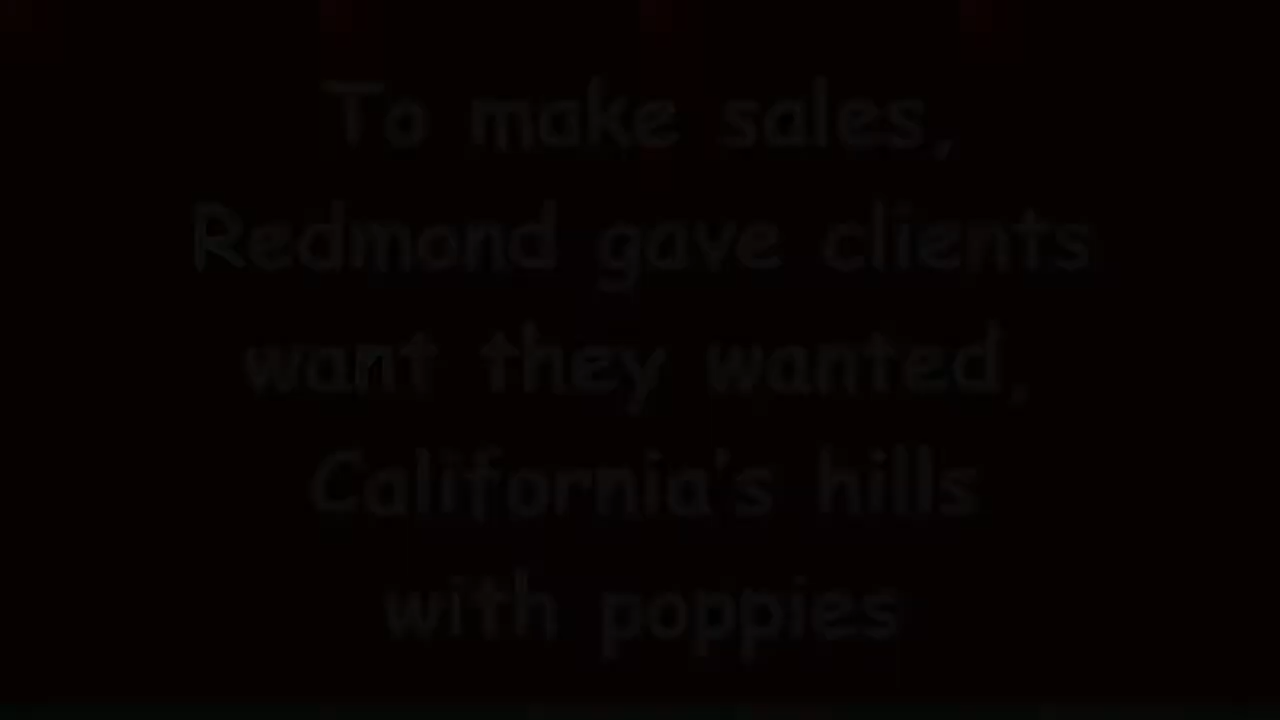 To make sales,
Redmond gave clients
want they wanted,
California's hills
with poppies